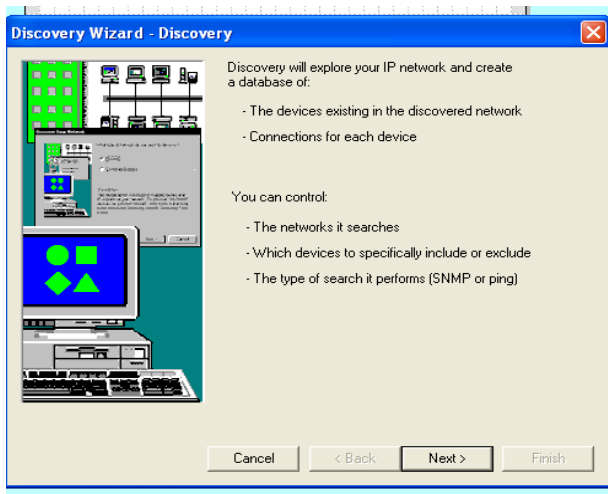 Discovery Wizard - Discovery
Discovery will explore your IP network and create
a database of:
- The devices existing in the discovered network
- Connections for each device
You can control:
- The networks it searches
- Which devices to specifically include or exclude
- The type of search it performs (SNMP or ping)
Cancel
< Back
Next >
Finish